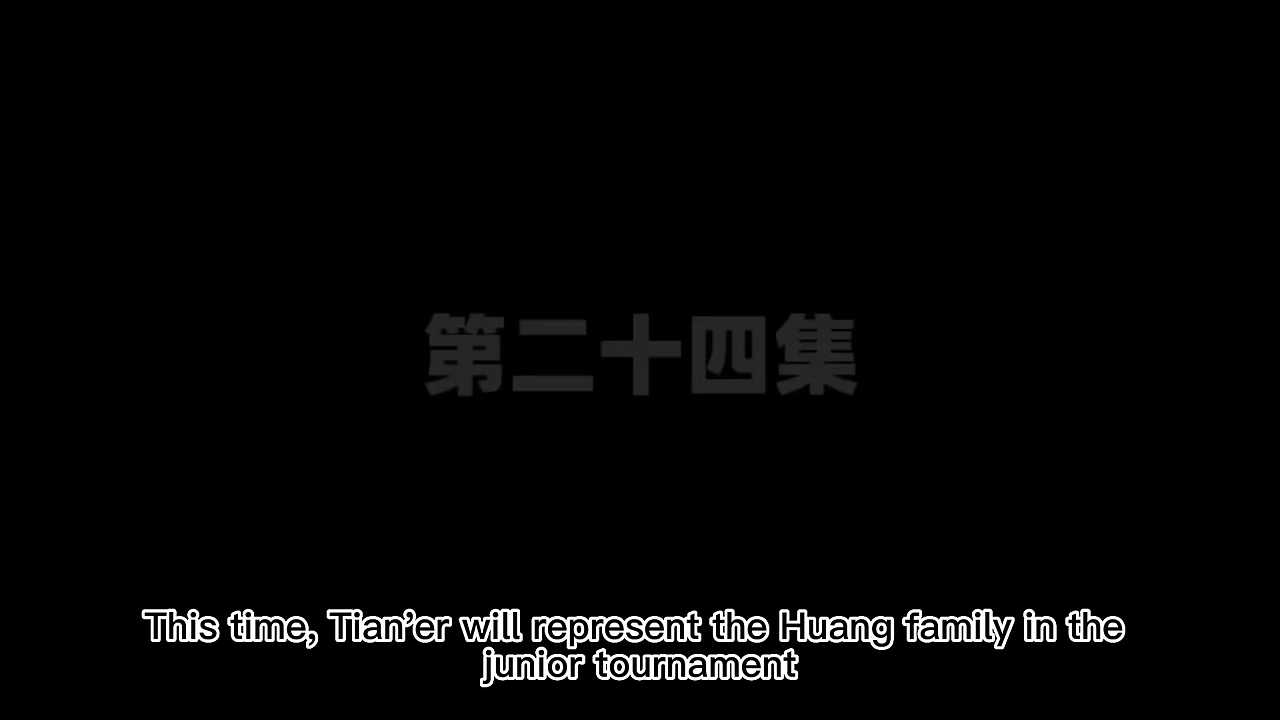 第二十四集
This time, Tian’er will represent the Huang family in the
junior tournament